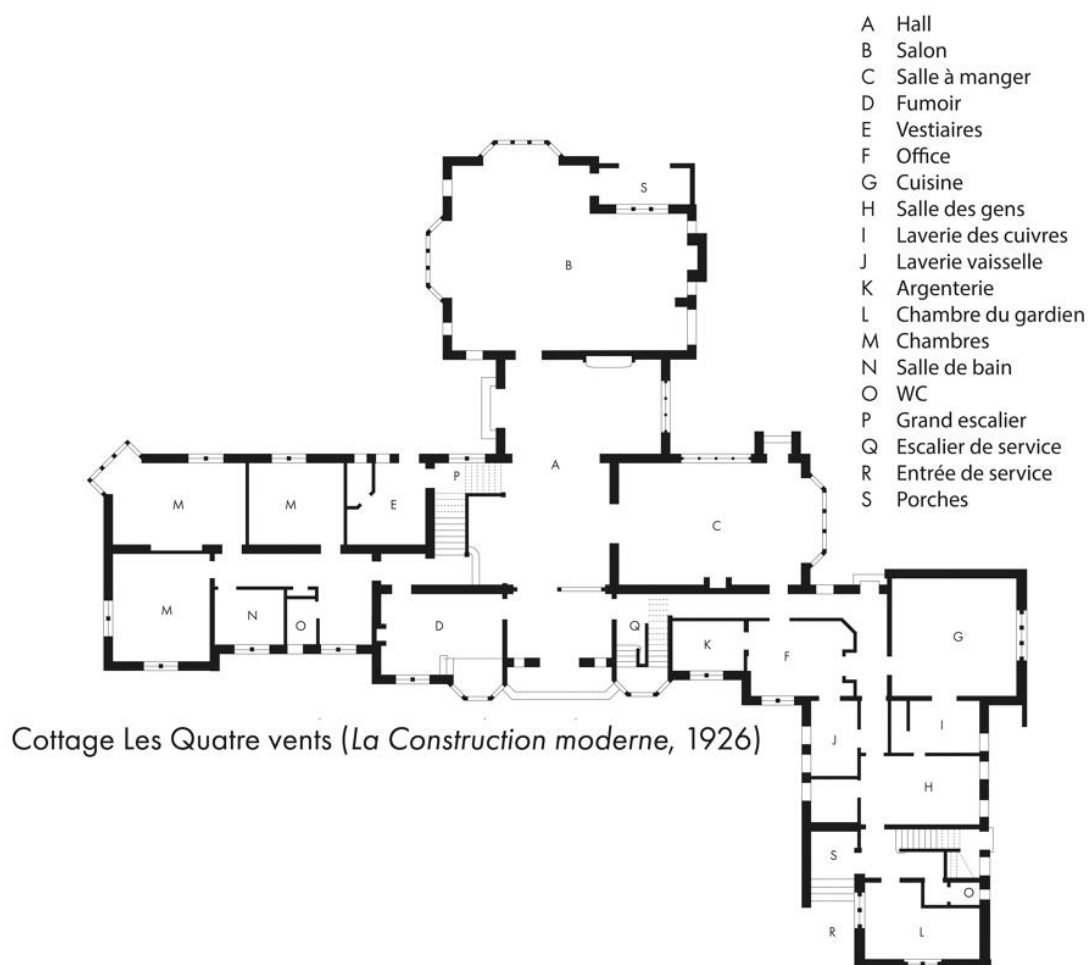 A Hall
B Salon
C Salle à manger
D Fumoir
E Vestiaires
F Office
G Cuisine
H Salle des gens
I Laverie des cuivres
J Laverie vaisselle
K Argenterie
L Chambre du gardien
M Chambres
N Salle de bain
O WC
P Grand escalier
Q Escalier de service
R Entrée de service
S Porches
S
B
P
A
M
M
E
C
M
N
O
D
Q
K
F
G
J
I
H
S
O
R
L
Cottage Les Quatre vents (La Construction moderne, 1926)